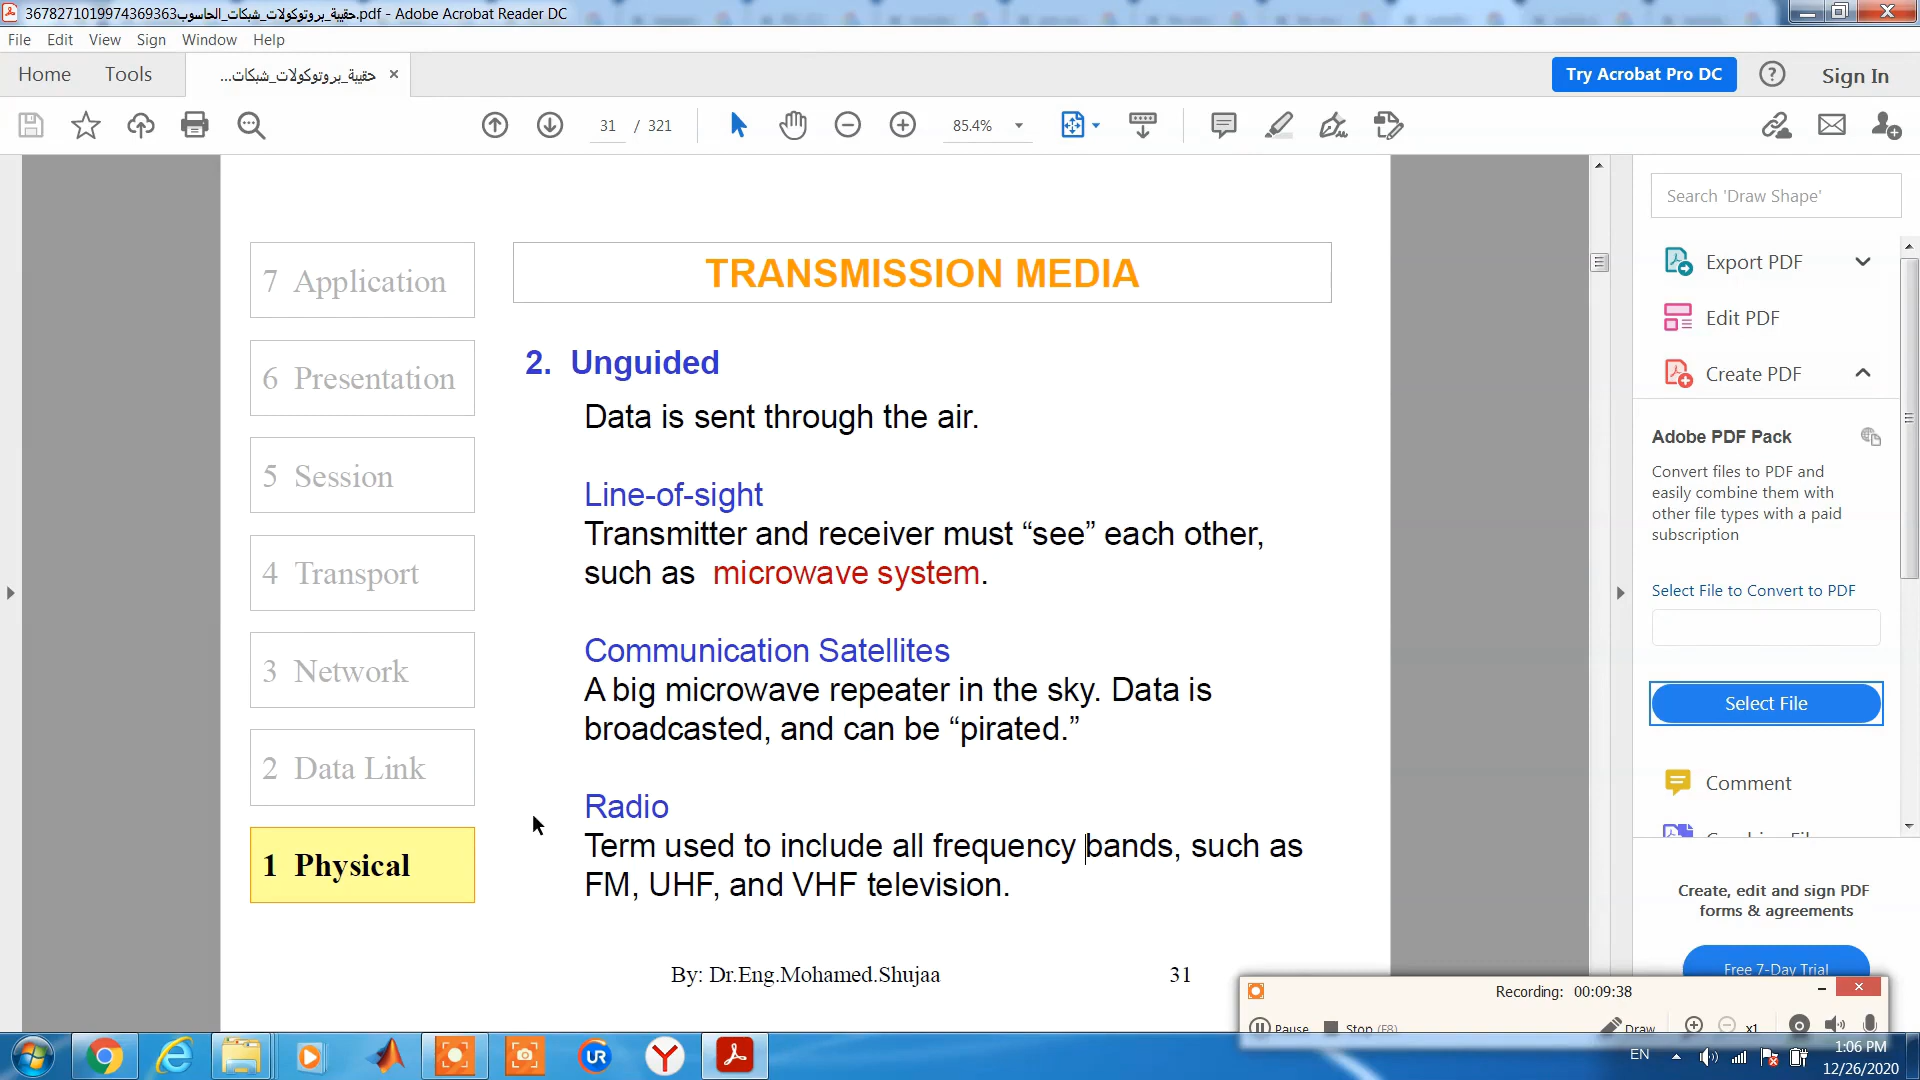 3678271019974369363حقيبة_بروتوكولات_شبكات_الحاسوب.pdf - Adobe Acrobat Reader DC
File Edit View Sign Window Help
Home Tools حقيبة_بروتوكولات_شبكات... × Try Acrobat Pro DC Sign In
31 / 321 85.4%
Search 'Draw Shape'
Export PDF
Edit PDF
Create PDF
Adobe PDF Pack
Convert files to PDF and
easily combine them with
other file types with a paid
subscription
Select File to Convert to PDF
Select File
Comment
Create, edit and sign PDF
forms & agreements
Free 7-Day Trial
7 Application
6 Presentation
5 Session
4 Transport
3 Network
2 Data Link
1 Physical
TRANSMISSION MEDIA
2. Unguided
Data is sent through the air.
Line-of-sight
Transmitter and receiver must “see” each other,
such as microwave system.
Communication Satellites
A big microwave repeater in the sky. Data is
broadcasted, and can be “pirated.”
Radio
Term used to include all frequency bands, such as
FM, UHF, and VHF television.
By: Dr.Eng.Mohamed.Shujaa 31
Recording: 00:09:38
Pause Stop (F8) Draw x1
UR
EN
1:06 PM
12/26/2020